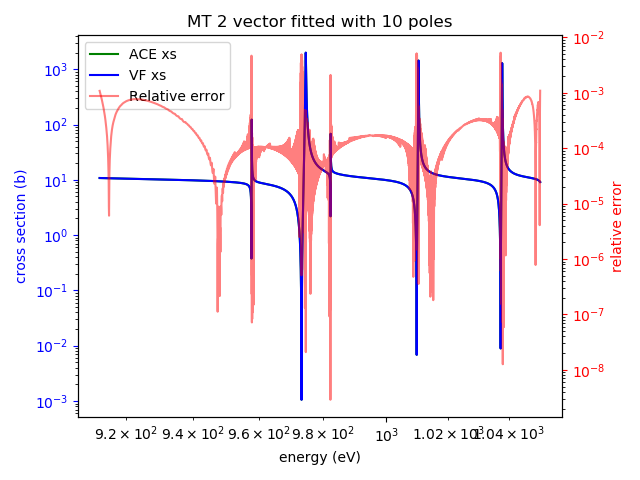 MT 2 vector fitted with 10 poles
ACE xs
VF xs
Relative error
cross section (b)
10³
10²
10¹
10⁰
10⁻¹
10⁻²
10⁻³
relative error
10⁻²
10⁻³
10⁻⁴
10⁻⁵
10⁻⁶
10⁻⁷
10⁻⁸
9.2 × 10² 9.4 × 10² 9.6 × 10² 9.8 × 10² 10³ 1.02 × 10³ 1.04 × 10³
energy (eV)